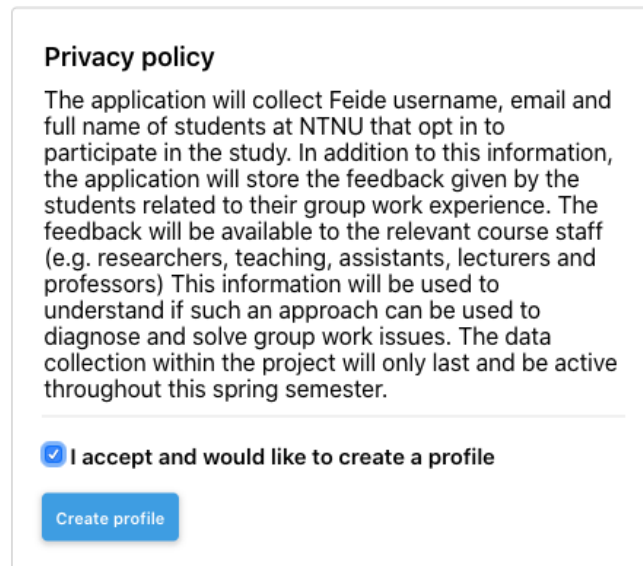 Privacy policy
The application will collect Feide username, email and
full name of students at NTNU that opt in to
participate in the study. In addition to this information,
the application will store the feedback given by the
students related to their group work experience. The
feedback will be available to the relevant course staff
(e.g. researchers, teaching, assistants, lecturers and
professors) This information will be used to
understand if such an approach can be used to
diagnose and solve group work issues. The data
collection within the project will only last and be active
throughout this spring semester.
I accept and would like to create a profile
Create profile